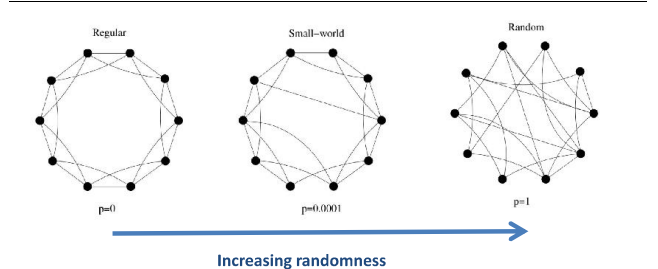 Regular
Small-world
Random
p=0
p=0.0001
p=1
Increasing randomness